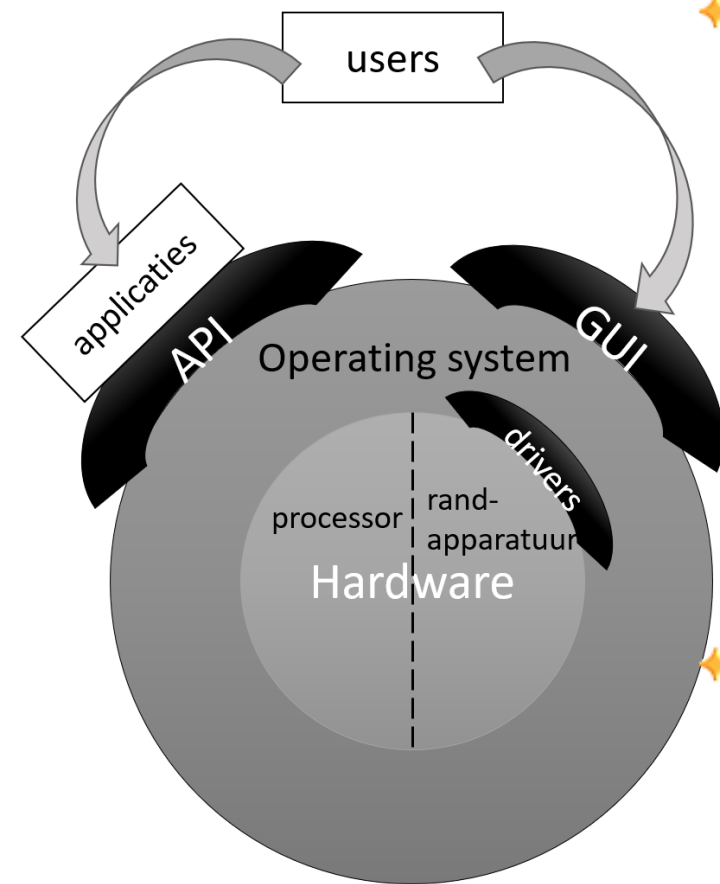 users
applicaties
API
GUI
Operating system
drivers
processor
rand-
apparatuur
Hardware